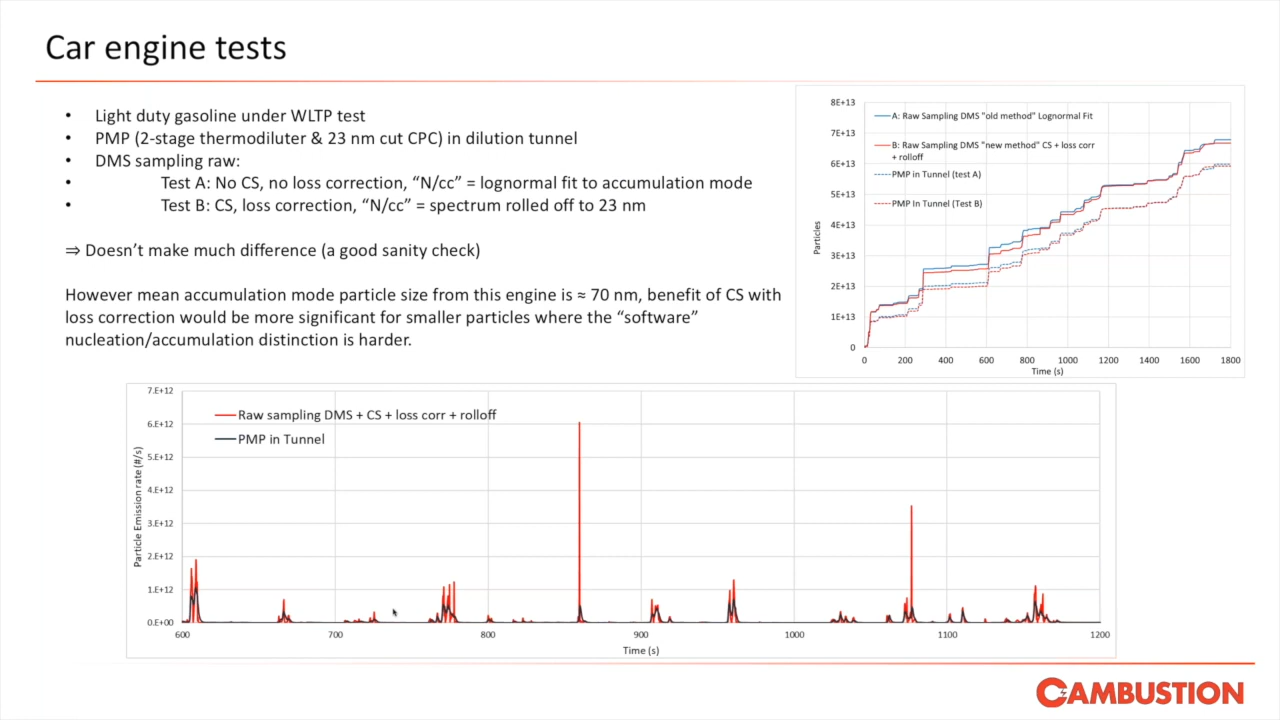 Car engine tests
• Light duty gasoline under WLTP test
• PMP (2-stage thermodiluter & 23 nm cut CPC) in dilution tunnel
• DMS sampling raw:
• Test A: No CS, no loss correction, “N/cc” = lognormal fit to accumulation mode
• Test B: CS, loss correction, “N/cc” = spectrum rolled off to 23 nm
⇒ Doesn’t make much difference (a good sanity check)
However mean accumulation mode particle size from this engine is ≈ 70 nm, benefit of CS with
loss correction would be more significant for smaller particles where the “software”
nucleation/accumulation distinction is harder.
8E+13
7E+13
6E+13
5E+13
4E+13
3E+13
2E+13
1E+13
0
Particles
A: Raw Sampling DMS "old method" Lognormal Fit
B: Raw Sampling DMS "new method" CS + loss corr
+ rolloff
PMP in Tunnel (test A)
PMP In Tunnel (Test B)
0 200 400 600 800 1000 1200 1400 1600 1800
Time (s)
7.E+12
6.E+12
5.E+12
4.E+12
3.E+12
2.E+12
1.E+12
0.E+00
Particle Emission rate (#/s)
Raw sampling DMS + CS + loss corr + rolloff
PMP in Tunnel
600 700 800 900 1000 1100 1200
Time (s)
CAMBUSTION